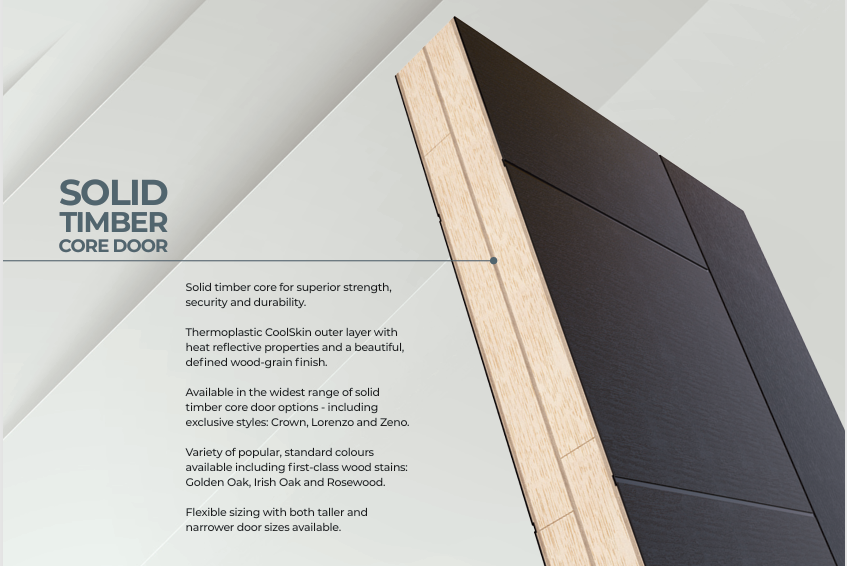 SOLID
TIMBER
CORE DOOR
Solid timber core for superior strength,
security and durability.
Thermoplastic CoolSkin outer layer with
heat reflective properties and a beautiful,
defined wood-grain finish.
Available in the widest range of solid
timber core door options - including
exclusive styles: Crown, Lorenzo and Zeno.
Variety of popular, standard colours
available including first-class wood stains:
Golden Oak, Irish Oak and Rosewood.
Flexible sizing with both taller and
narrower door sizes available.